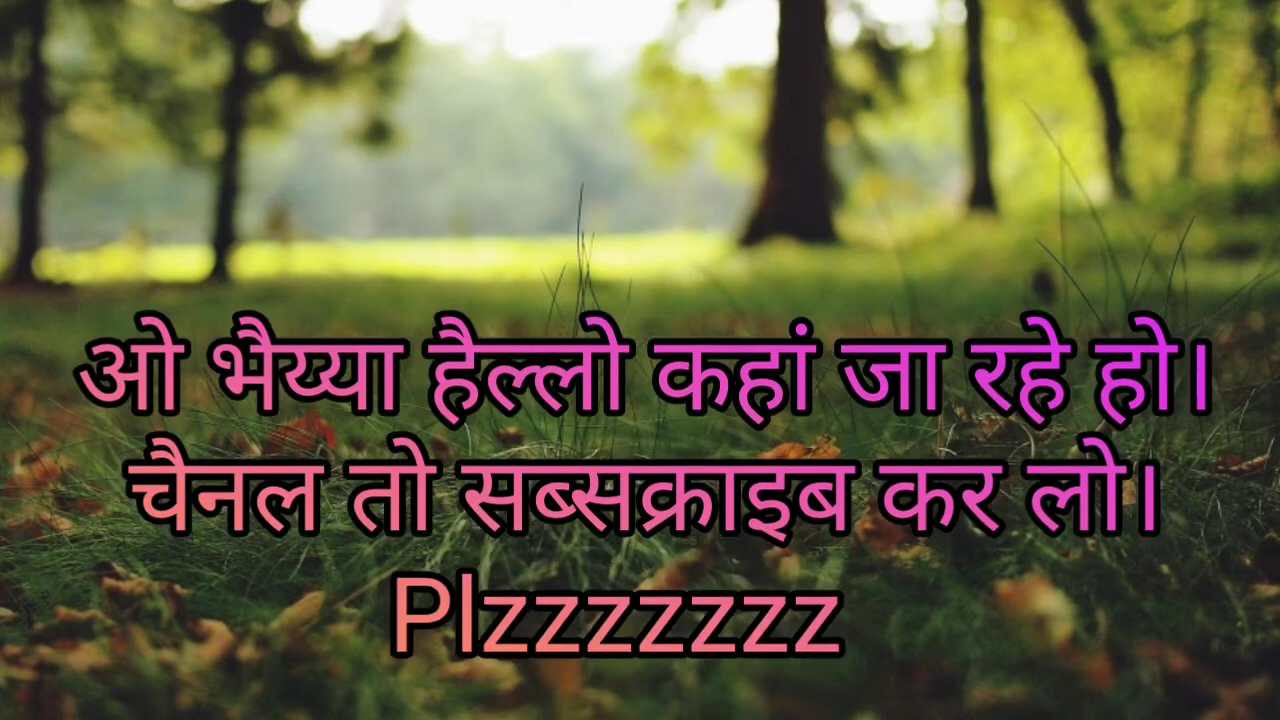 ओ भैय्या हैल्लो कहां जा रहे हो।
चैनल तो सब्सक्राइब कर लो।
Plzzzzzzz